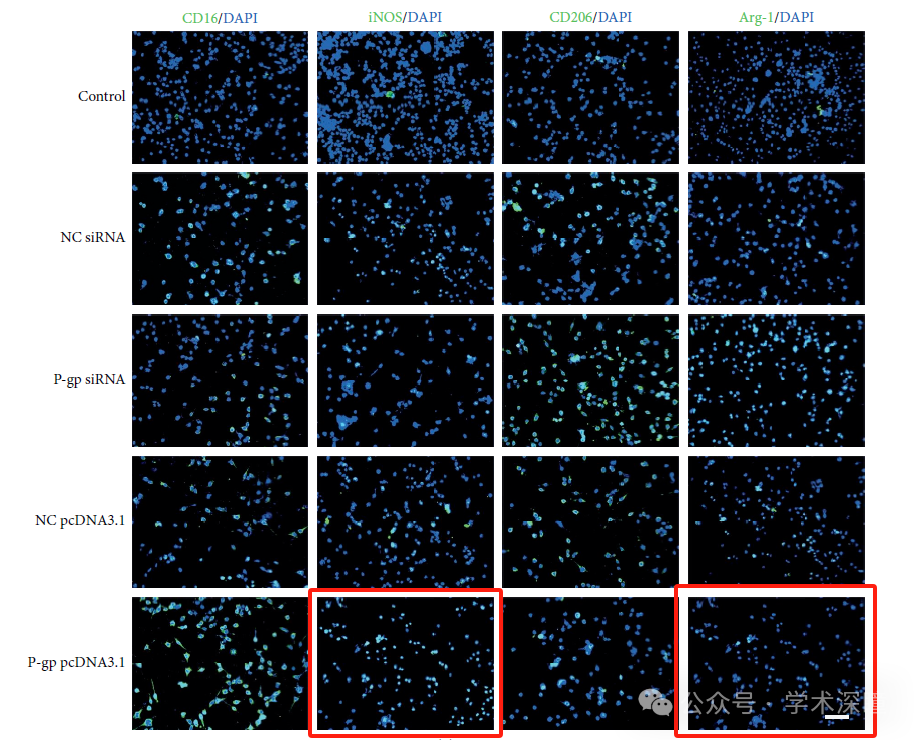 CD16/DAPI
iNOS/DAPI
CD206/DAPI
Arg-1/DAPI
Control
NC siRNA
P-gp siRNA
NC pcDNA3.1
P-gp pcDNA3.1
公众号 · 学术深